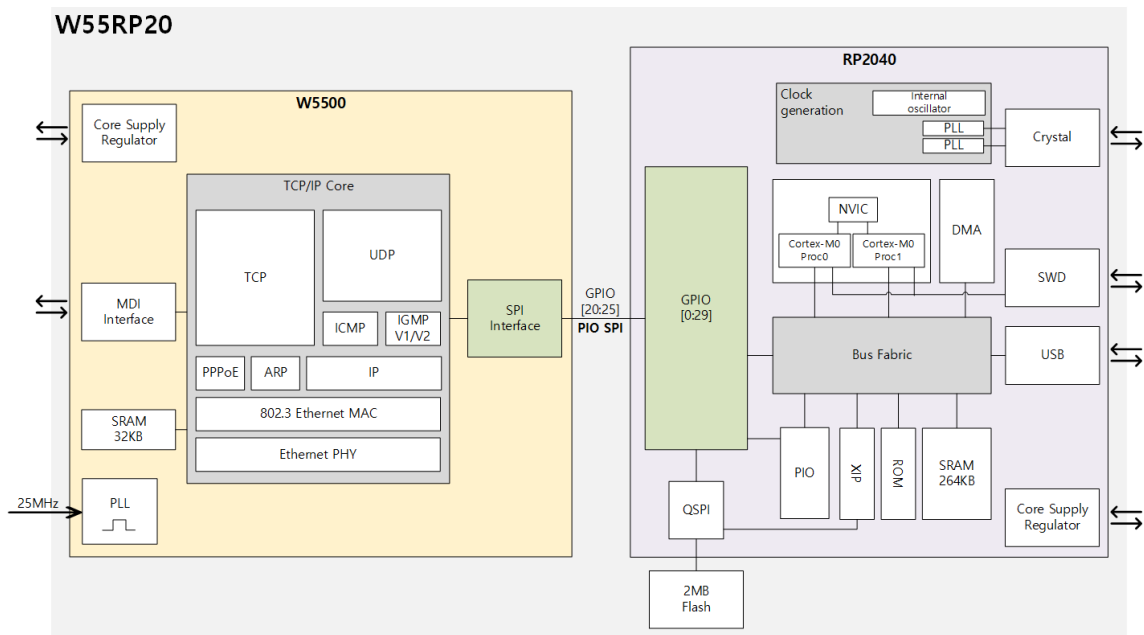 W55RP20
W5500
Core Supply
Regulator
TCP/IP Core
TCP
UDP
ICMP
IGMP
V1/V2
PPPoE
ARP
IP
802.3 Ethernet MAC
Ethernet PHY
MDI
Interface
SRAM
32KB
25MHz
PLL
SPI
Interface
GPIO
[20:25]
PIO SPI
RP2040
Clock
generation
Internal
oscillator
PLL
PLL
Crystal
GPIO
[0:29]
NVIC
Cortex-M0
Proc0
Cortex-M0
Proc1
DMA
SWD
Bus Fabric
USB
PIO
XIP
ROM
SRAM
264KB
QSPI
Core Supply
Regulator
2MB
Flash